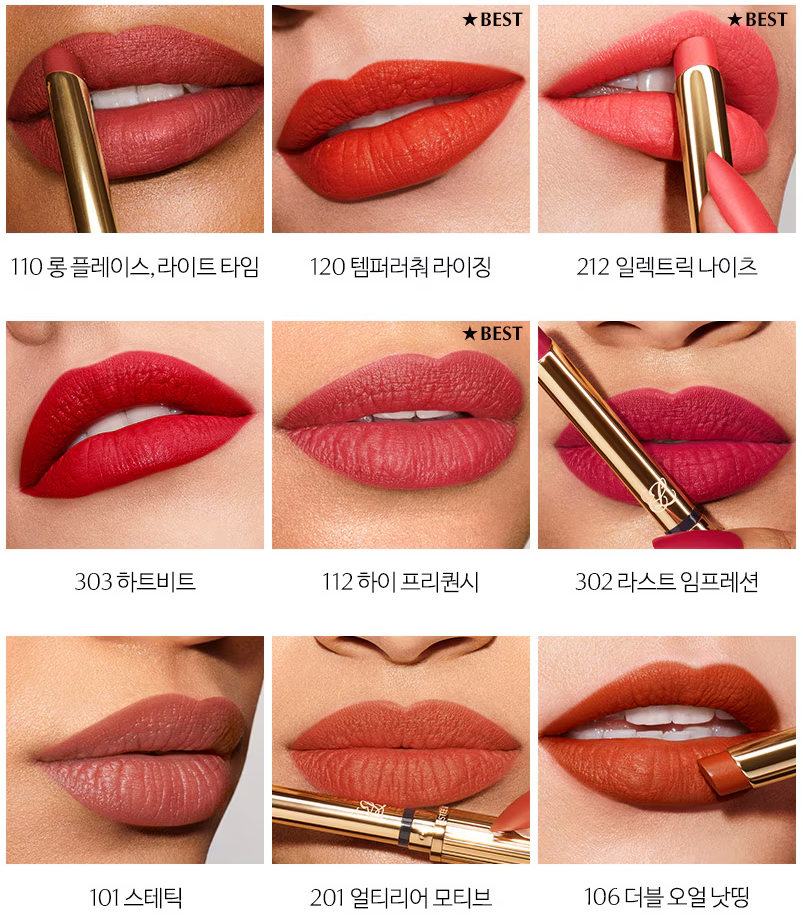 ★BEST
★BEST
110 롱 플레이스, 라이트 타임
120 템퍼러춰 라이징
212 일렉트릭 나이츠
★BEST
303 하트비트
112 하이 프리퀀시
302 라스트 임프레션
101 스테틱
201 얼티리어 모티브
106 더블 오얼 낫띵